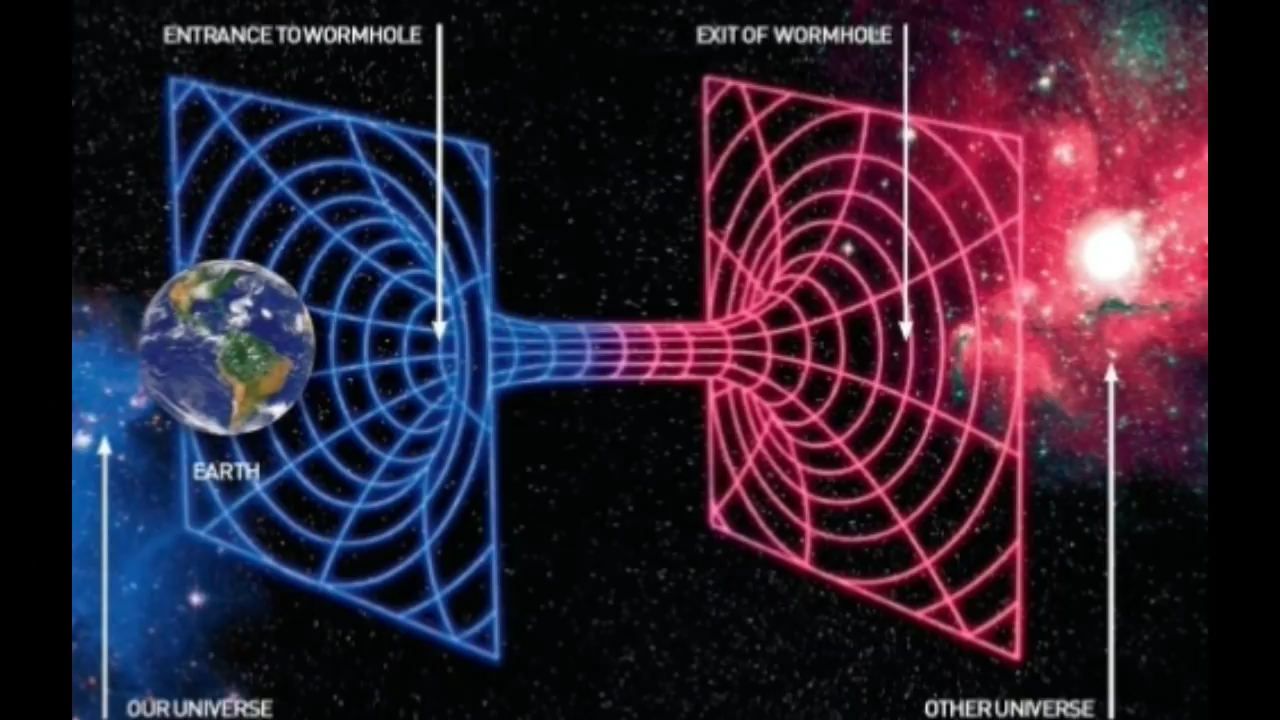 ENTRANCE TO WORMHOLE
EXIT OF WORMHOLE
EARTH
OUR UNIVERSE
OTHER UNIVERSE